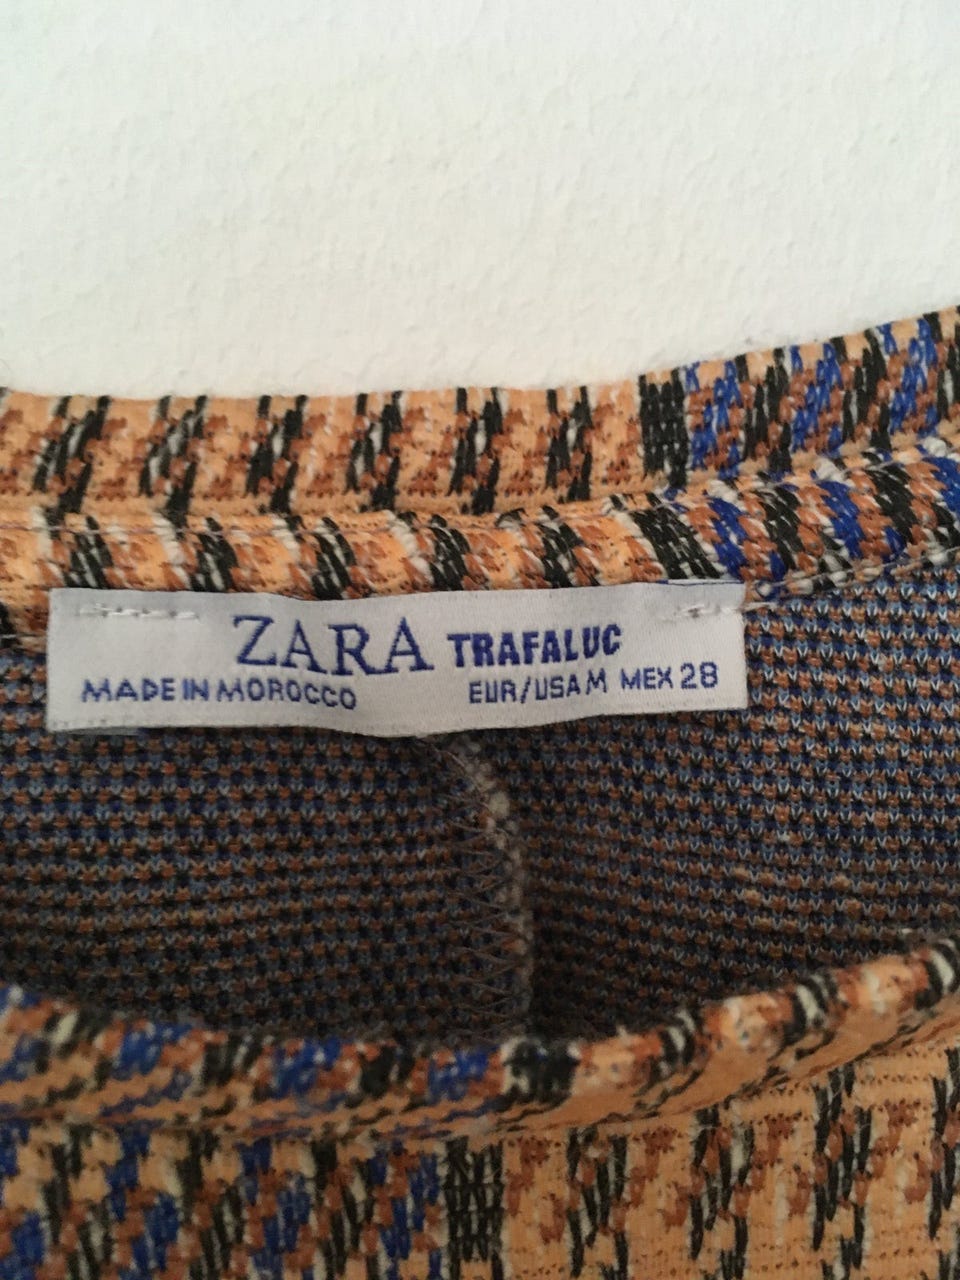 ZARA TRAFALUC
MADE IN MOROCCO EUR/USA M MEX 28